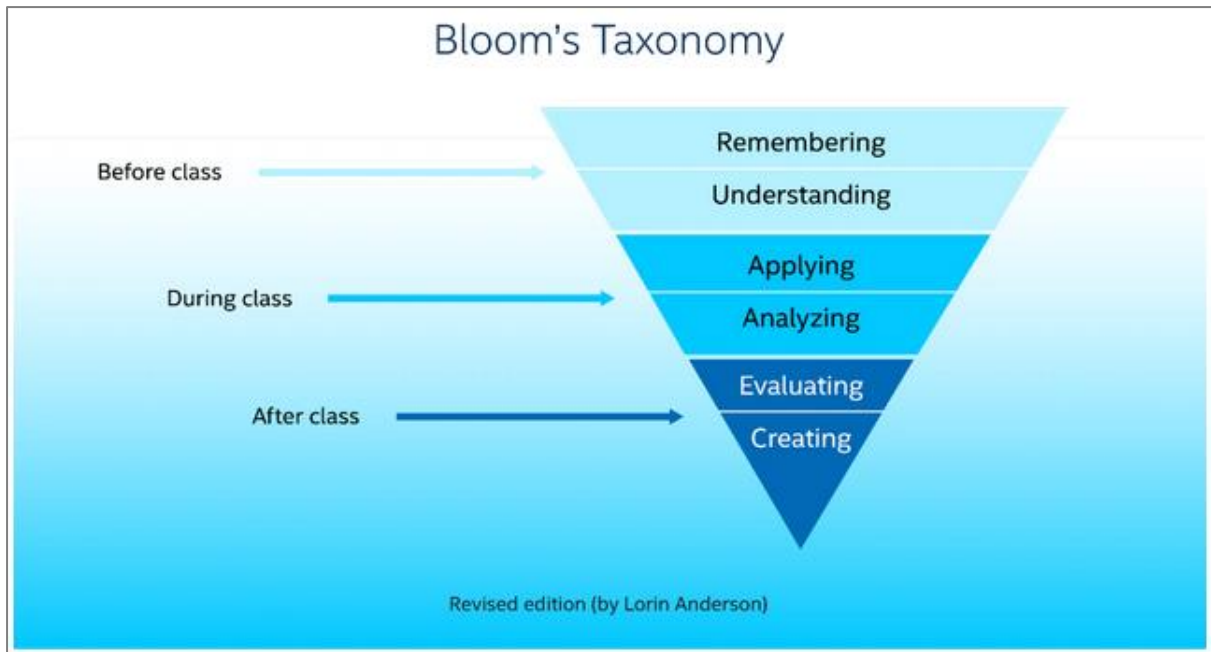 Bloom's Taxonomy
Remembering
Before class
Understanding
Applying
During class
Analyzing
Evaluating
After class
Creating
Revised edition (by Lorin Anderson)